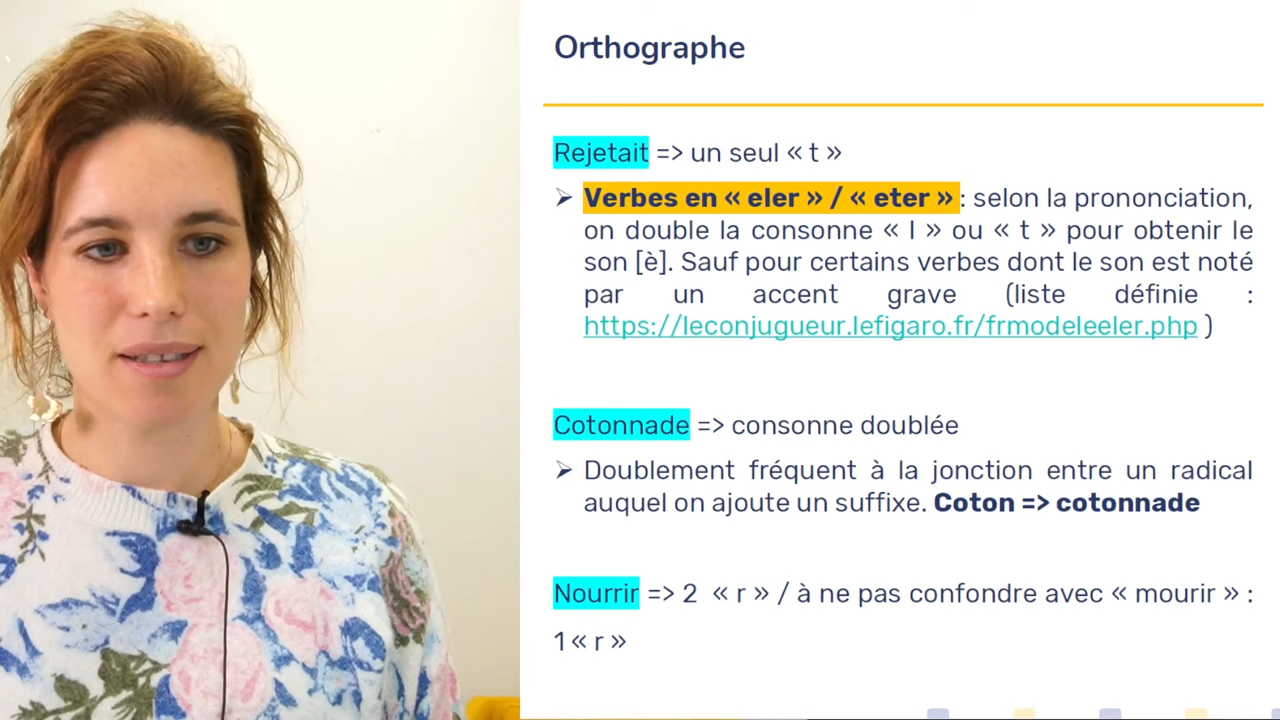 Orthographe
Rejetait => un seul « t »
➢ Verbes en « eler » / « eter » : selon la prononciation,
on double la consonne « l » ou « t » pour obtenir le
son [è]. Sauf pour certains verbes dont le son est noté
par un accent grave (liste définie :
https://leconjugueur.lefigaro.fr/frmodeleeler.php )
Cotonnade => consonne doublée
➢ Doublement fréquent à la jonction entre un radical
auquel on ajoute un suffixe. Coton => cotonnade
Nourrir => 2 « r » / à ne pas confondre avec « mourir » :
1 « r »